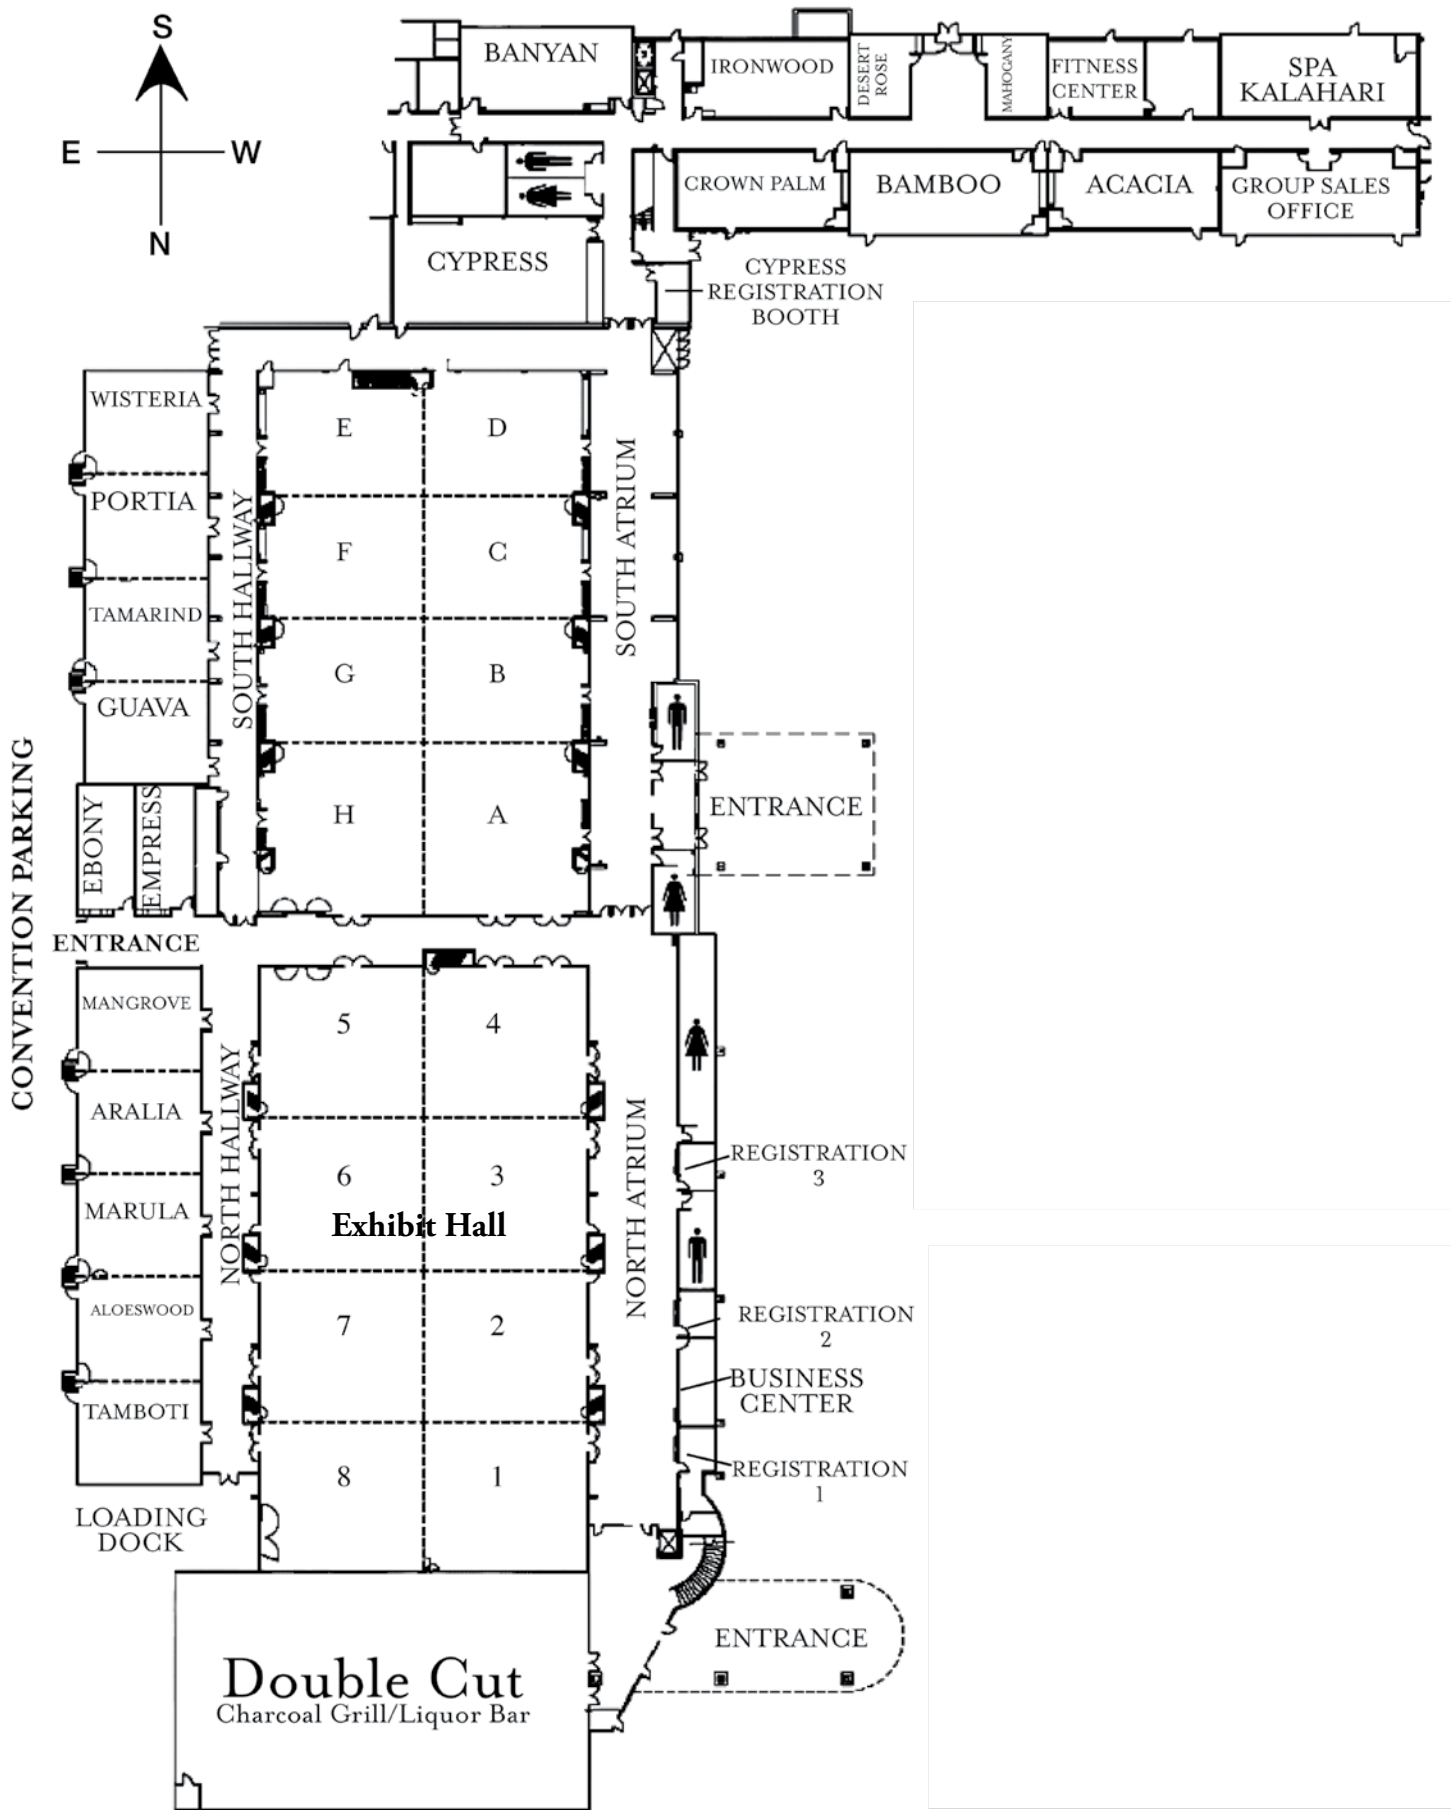 S
E
W
N
BANYAN
IRONWOOD
DESERT
ROSE
MAHOGANY
FITNESS
CENTER
SPA
KALAHARI
CROWN PALM
BAMBOO
ACACIA
GROUP SALES
OFFICE
CYPRESS
CYPRESS
REGISTRATION
BOOTH
WISTERIA
PORTIA
TAMARIND
GUAVA
SOUTH HALLWAY
E
D
F
C
G
B
H
A
SOUTH ATRIUM
ENTRANCE
EBONY
EMPRESS
CONVENTION PARKING
ENTRANCE
MANGROVE
ARALIA
MARULA
ALOESWOOD
TAMBOTI
NORTH HALLWAY
5
4
6
3
Exhibit Hall
7
2
8
1
NORTH ATRIUM
REGISTRATION
3
REGISTRATION
2
BUSINESS
CENTER
REGISTRATION
1
LOADING
DOCK
ENTRANCE
Double Cut
Charcoal Grill/Liquor Bar